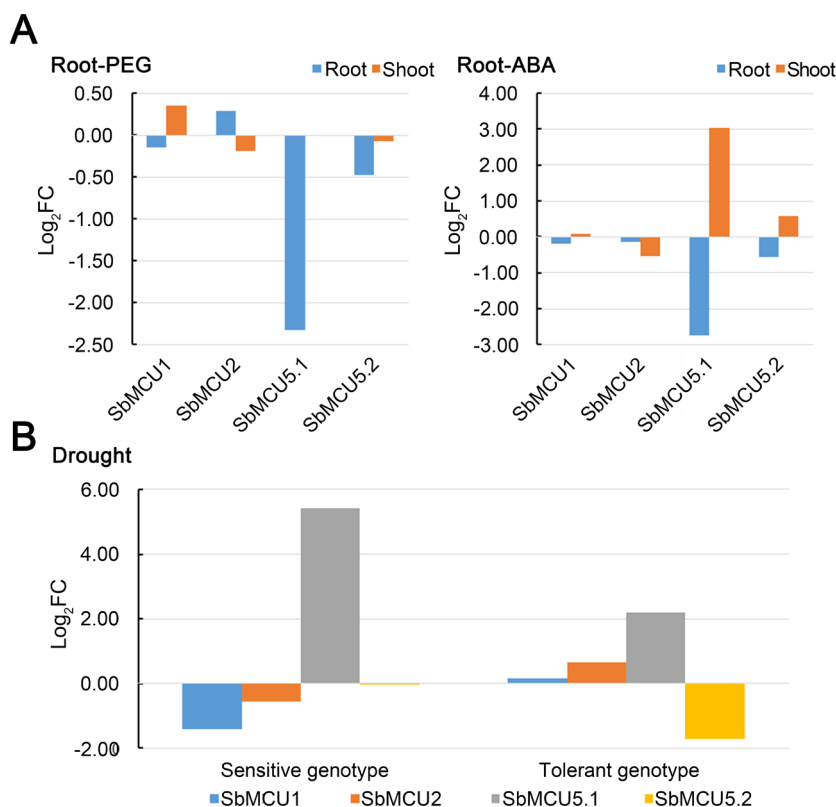 A
Root-PEG
Root Shoot
0.50
0.00
-0.50
-1.00
-1.50
-2.00
-2.50
Log₂FC
SbMCU1 SbMCU2 SbMCU5.1 SbMCU5.2
Root-ABA
Root Shoot
4.00
3.00
2.00
1.00
0.00
-1.00
-2.00
-3.00
Log₂FC
SbMCU1 SbMCU2 SbMCU5.1 SbMCU5.2
B
Drought
6.00
4.00
2.00
0.00
-2.00
Log₂FC
Sensitive genotype Tolerant genotype
SbMCU1 SbMCU2 SbMCU5.1 SbMCU5.2